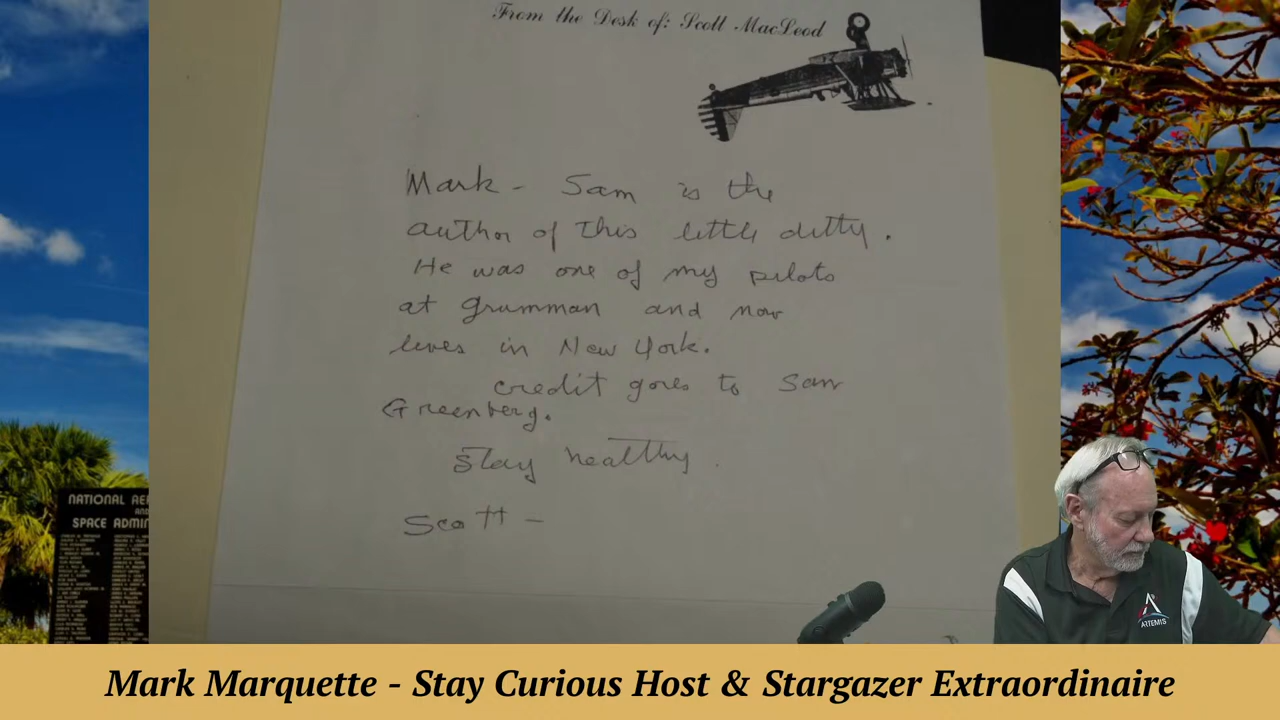 From the Desk of: Scott MacLeod
Mark - Sam is the
author of this little ditty.
He was one of my pilots
at Grumman and now
lives in New York.
credit goes to Sam
Greenberg.
Stay healthy.
Scott -
NATIONAL AE
AND
SPACE ADMIN
ARTEMIS
Mark Marquette - Stay Curious Host & Stargazer Extraordinaire